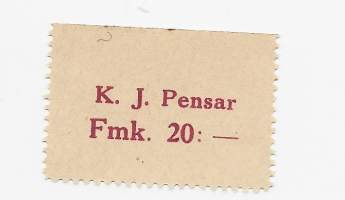 K. J. Pensar
Fmk. 20: —